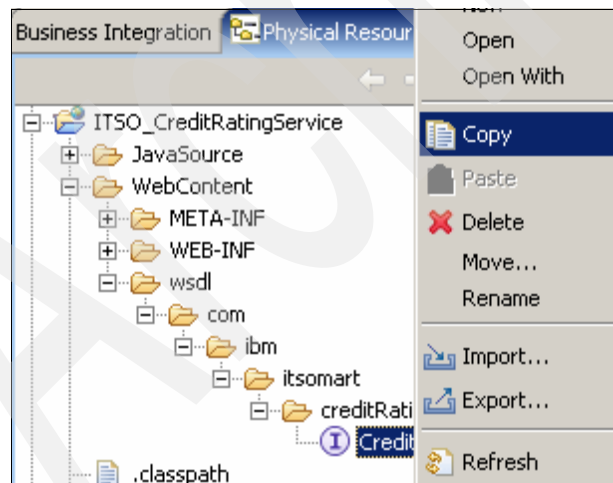 Business Integration
Physical Resour
ITSO_CreditRatingService
JavaSource
WebContent
META-INF
WEB-INF
wsdl
com
ibm
itsomart
creditRati
Credit
.classpath
Open
Open With
Copy
Paste
Delete
Move...
Rename
Import...
Export...
Refresh